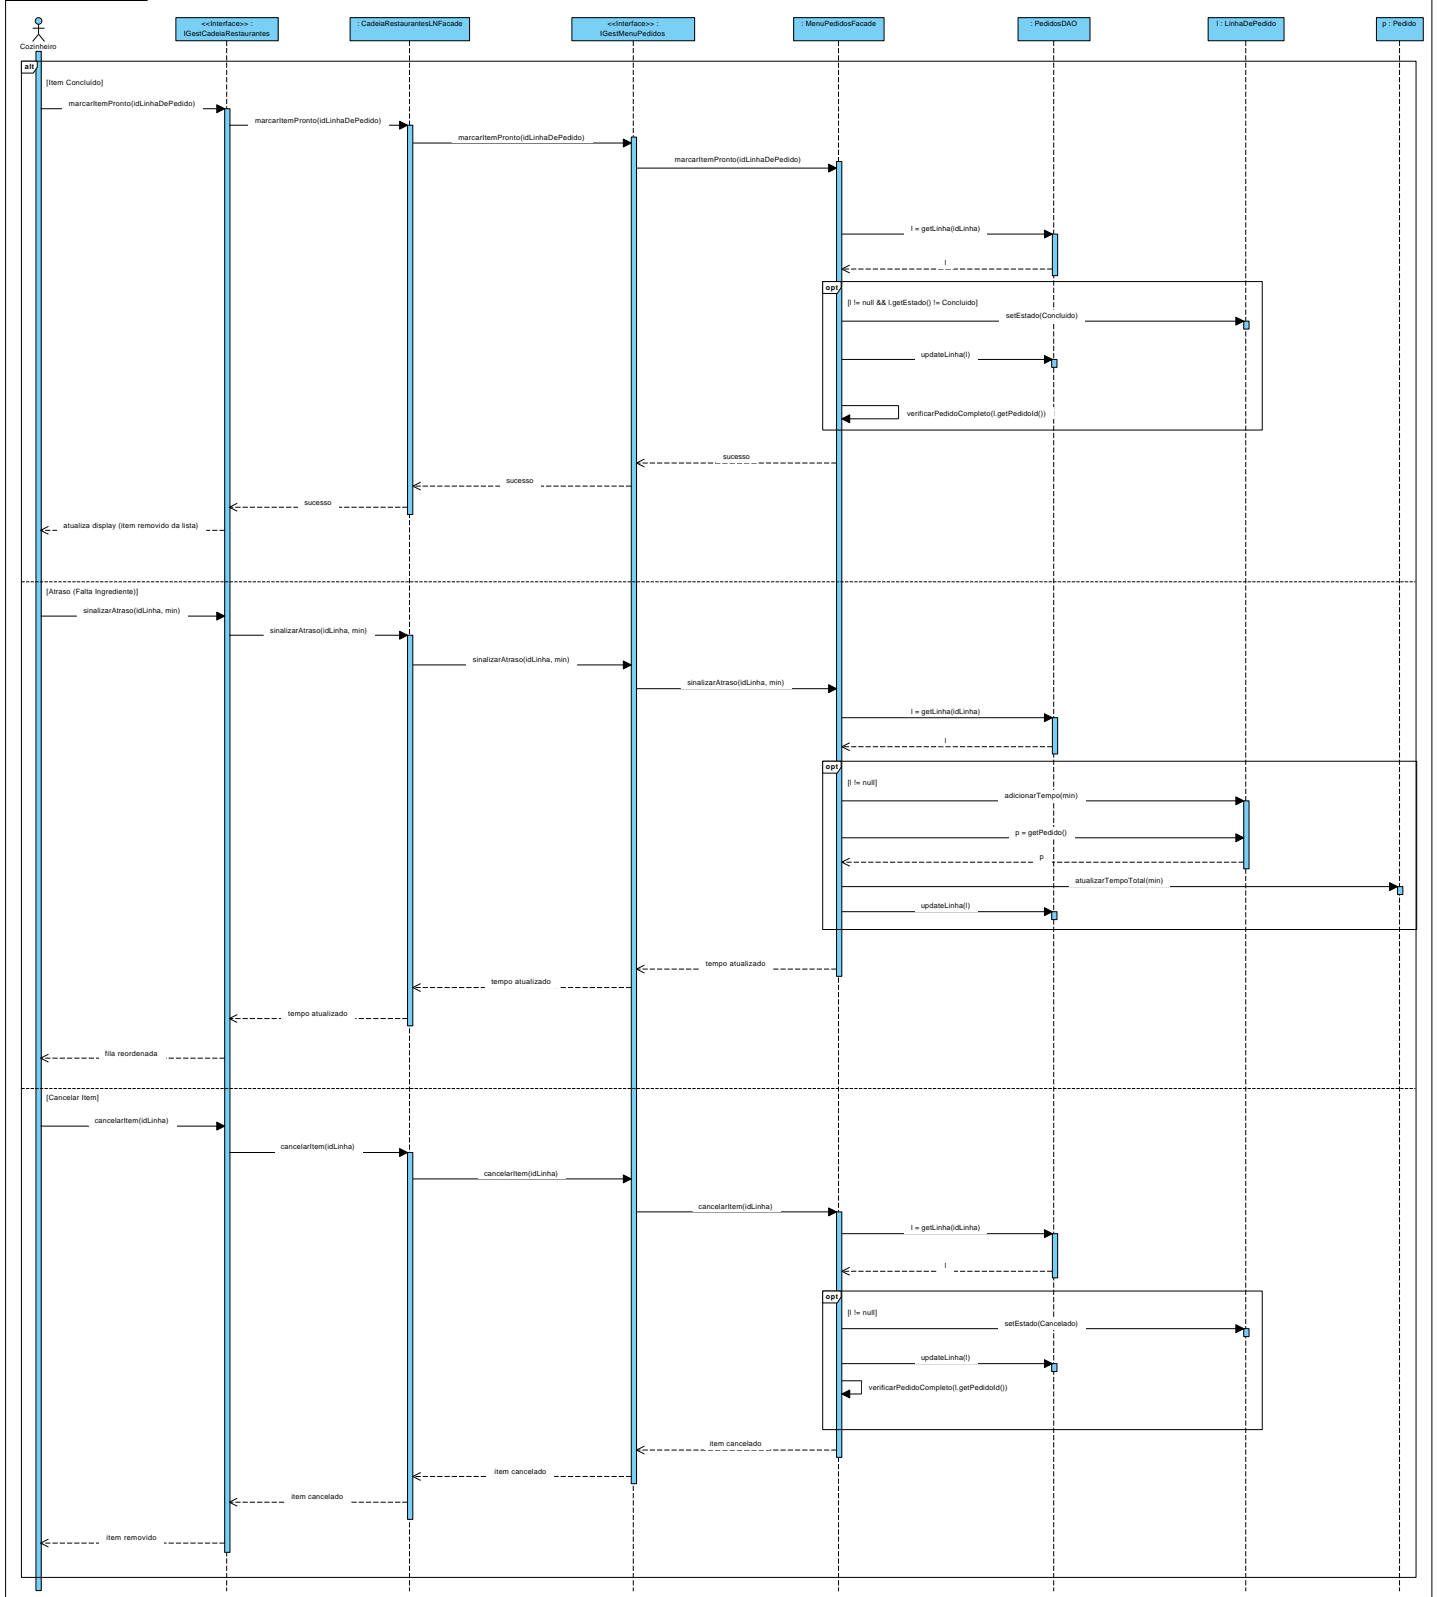 Cozinheiro
<<Interface>> :
IGestCadeiaRestaurantes
: CadeiaRestaurantesLNFacade
<<Interface>> :
IGestMenuPedidos
: MenuPedidosFacade
: PedidosDAO
l : LinhaDePedido
p : Pedido
alt
[Item Concluído]
marcarItemPronto(idLinhaDePedido)
marcarItemPronto(idLinhaDePedido)
marcarItemPronto(idLinhaDePedido)
marcarItemPronto(idLinhaDePedido)
l = getLinha(idLinha)
l
opt
[l != null && l.getEstado() != Concluido]
setEstado(Concluido)
updateLinha(l)
verificarPedidoCompleto(l.getPedidoId())
sucesso
sucesso
sucesso
atualiza display (item removido da lista)
[Atraso (Falta Ingrediente)]
sinalizarAtraso(idLinha, min)
sinalizarAtraso(idLinha, min)
sinalizarAtraso(idLinha, min)
sinalizarAtraso(idLinha, min)
l = getLinha(idLinha)
l
opt
[l != null]
adicionarTempo(min)
p = getPedido()
p
atualizarTempoTotal(min)
updateLinha(l)
tempo atualizado
tempo atualizado
tempo atualizado
fila reordenada
[Cancelar Item]
cancelarItem(idLinha)
cancelarItem(idLinha)
cancelarItem(idLinha)
cancelarItem(idLinha)
l = getLinha(idLinha)
l
opt
[l != null]
setEstado(Cancelado)
updateLinha(l)
verificarPedidoCompleto(l.getPedidoId())
item cancelado
item cancelado
item cancelado
item removido